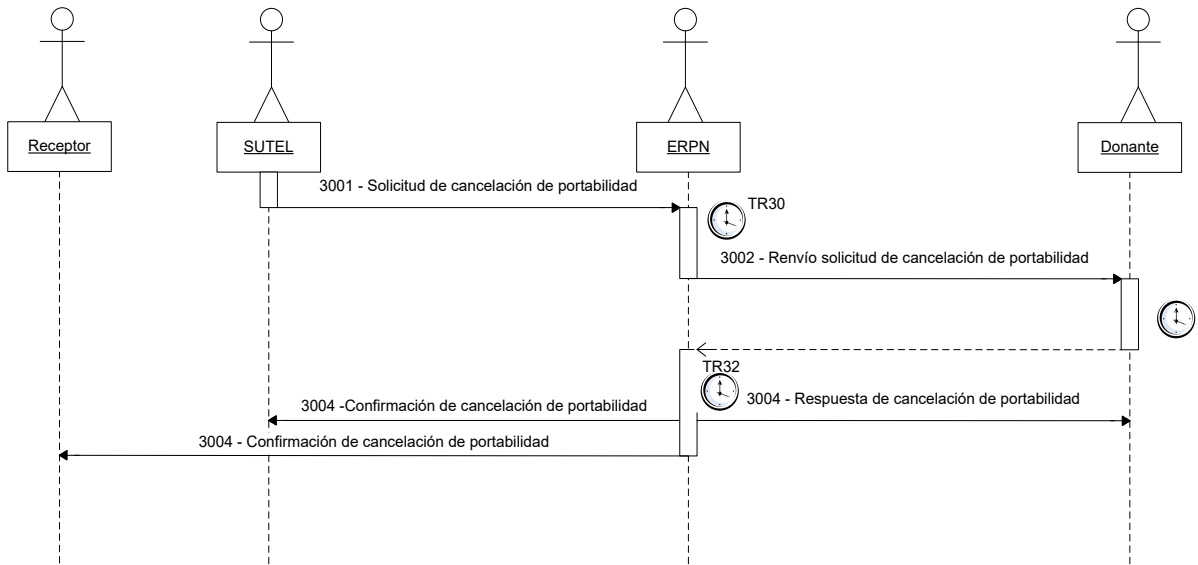 Receptor
SUTEL
ERPN
Donante
3001 - Solicitud de cancelación de portabilidad
TR30
3002 - Renvío solicitud de cancelación de portabilidad
TR32
3004 -Confirmación de cancelación de portabilidad
3004 - Respuesta de cancelación de portabilidad
3004 - Confirmación de cancelación de portabilidad